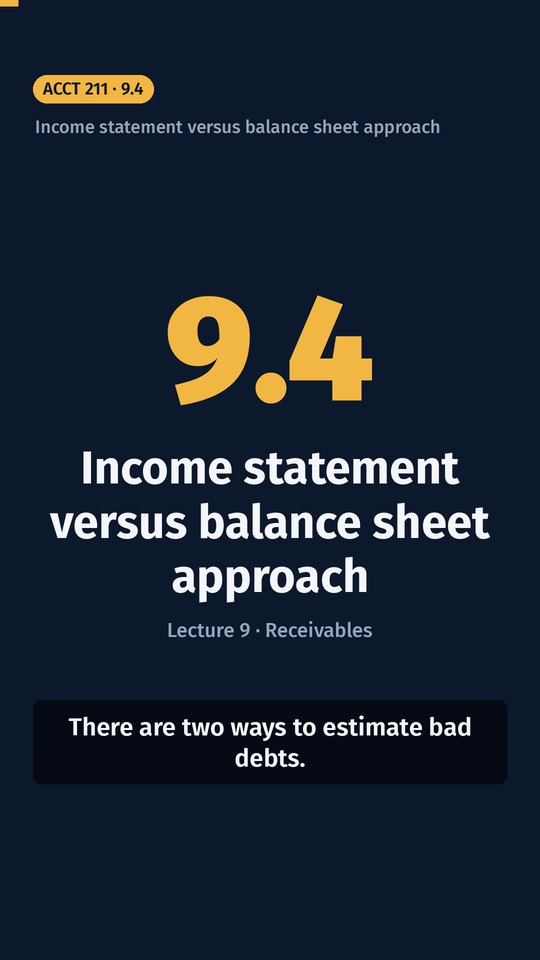 ACCT 211 · 9.4
Income statement versus balance sheet approach
9.4
Income statement
versus balance sheet
approach
Lecture 9 · Receivables
There are two ways to estimate bad
debts.